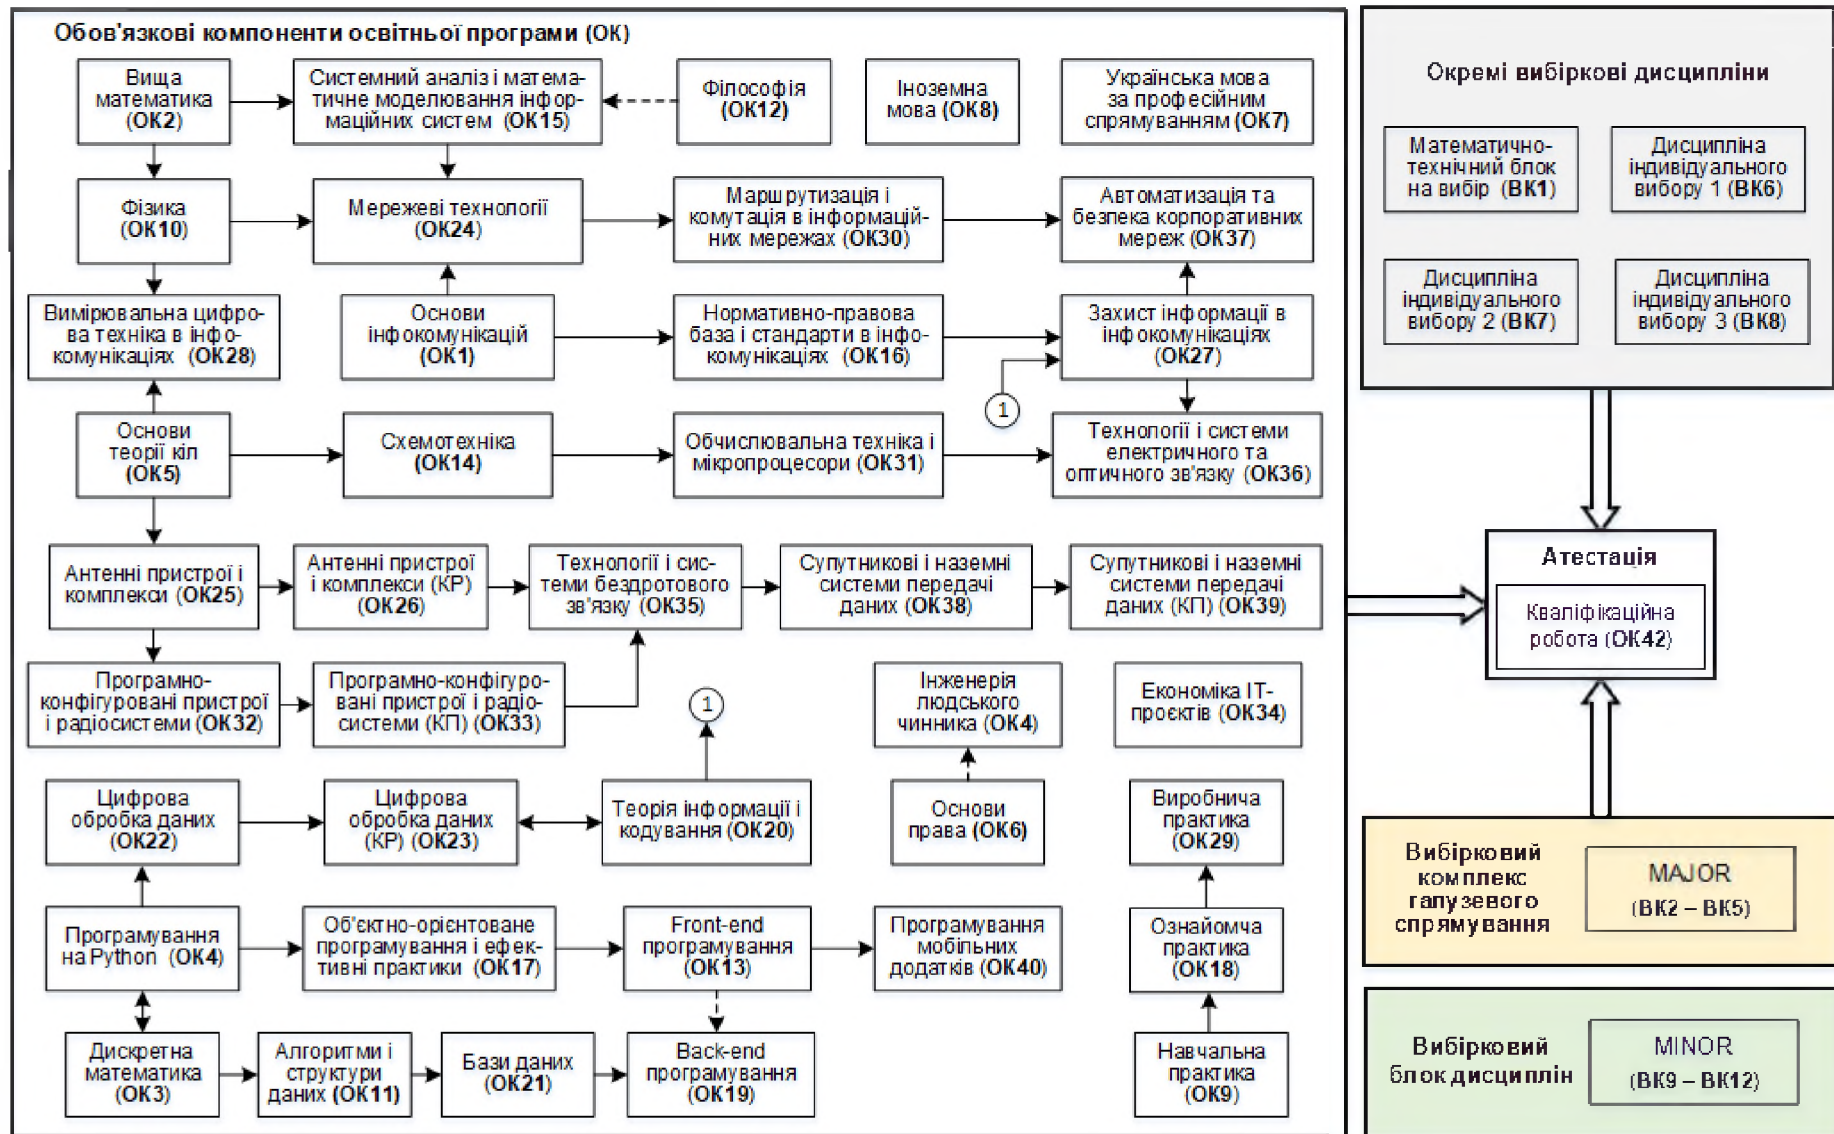 Обов'язкові компоненти освітньої програми (ОК)
Вища
математика
(ОК2)
Системний аналіз і матема-
тичне моделювання інфор-
маційних систем (ОК15)
Філософія
(ОК12)
Іноземна
мова (ОК8)
Українська мова
за професійним
спрямуванням (ОК7)
Фізика
(ОК10)
Мережеві технології
(ОК24)
Маршрутизація і
комутація в інформацій-
них мережах (ОК30)
Автоматизація та
безпека корпоративних
мереж (ОК37)
Вимірювальна цифро-
ва техніка в інфо-
комунікаціях (ОК28)
Основи
інфокомунікацій
(ОК1)
Нормативно-правова
база і стандарти в інфо-
комунікаціях (ОК16)
Захист інформації в
інфокомунікаціях
(ОК27)
1
Основи
теорії кіл
(ОК5)
Схемотехніка
(ОК14)
Обчислювальна техніка і
мікропроцесори (ОК31)
Технології і системи
електричного та
оптичного зв'язку (ОК36)
Антенні пристрої і
комплекси (ОК25)
Антенні пристрої
і комплекси (КР)
(ОК26)
Технології і сис-
теми бездротового
зв'язку (ОК35)
Супутникові і наземні
системи передачі
даних (ОК38)
Супутникові і наземні
системи передачі
даних (КП) (ОК39)
Програмно-
конфігуровані пристрої
і радіосистеми (ОК32)
Програмно-конфігуро-
вані пристрої і радіо-
системи (КП) (ОК33)
1
Інженерія
людського
чинника (ОК4)
Економіка ІТ-
проєктів (ОК34)
Цифрова
обробка даних
(ОК22)
Цифрова
обробка даних
(КР) (ОК23)
Теорія інформації і
кодування (ОК20)
Основи
права (ОК6)
Виробнича
практика
(ОК29)
Програмування
на Python (ОК4)
Об'єктно-орієнтоване
програмування і ефек-
тивні практики (ОК17)
Front-end
програмування
(ОК13)
Програмування
мобільних
додатків (ОК40)
Ознайомча
практика
(ОК18)
Дискретна
математика
(ОК3)
Алгоритми і
структури
даних (ОК11)
Бази даних
(ОК21)
Back-end
програмування
(ОК19)
Навчальна
практика
(ОК9)
Окремі вибіркові дисципліни
Математично-
технічний блок
на вибір (ВК1)
Дисципліна
індивідуального
вибору 1 (ВК6)
Дисципліна
індивідуального
вибору 2 (ВК7)
Дисципліна
індивідуального
вибору 3 (ВК8)
Атестація
Кваліфікаційна
робота (ОК42)
Вибірковий
комплекс
галузевого
спрямування
MAJOR
(ВК2 – ВК5)
Вибірковий
блок дисциплін
MINOR
(ВК9 – ВК12)